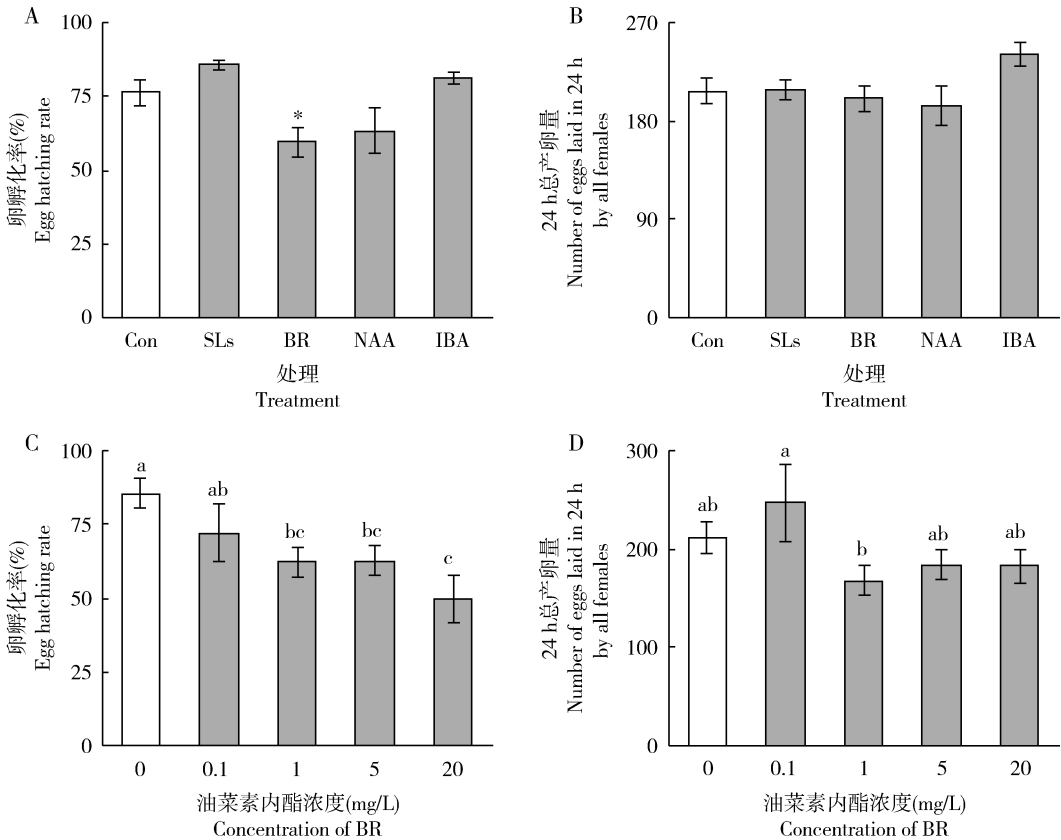 A
100
75
50
25
0
卵孵化率(%)
Egg hatching rate
*
Con SLs BR NAA IBA
处理
Treatment
B
270
180
90
0
24 h总产卵量
Number of eggs laid in 24 h
by all females
Con SLs BR NAA IBA
处理
Treatment
C
100
75
50
25
0
卵孵化率(%)
Egg hatching rate
a
ab
bc
bc
c
0 0.1 1 5 20
油菜素内酯浓度(mg/L)
Concentration of BR
D
300
200
100
0
24 h总产卵量
Number of eggs laid in 24 h
by all females
ab
a
b
ab
ab
0 0.1 1 5 20
油菜素内酯浓度(mg/L)
Concentration of BR